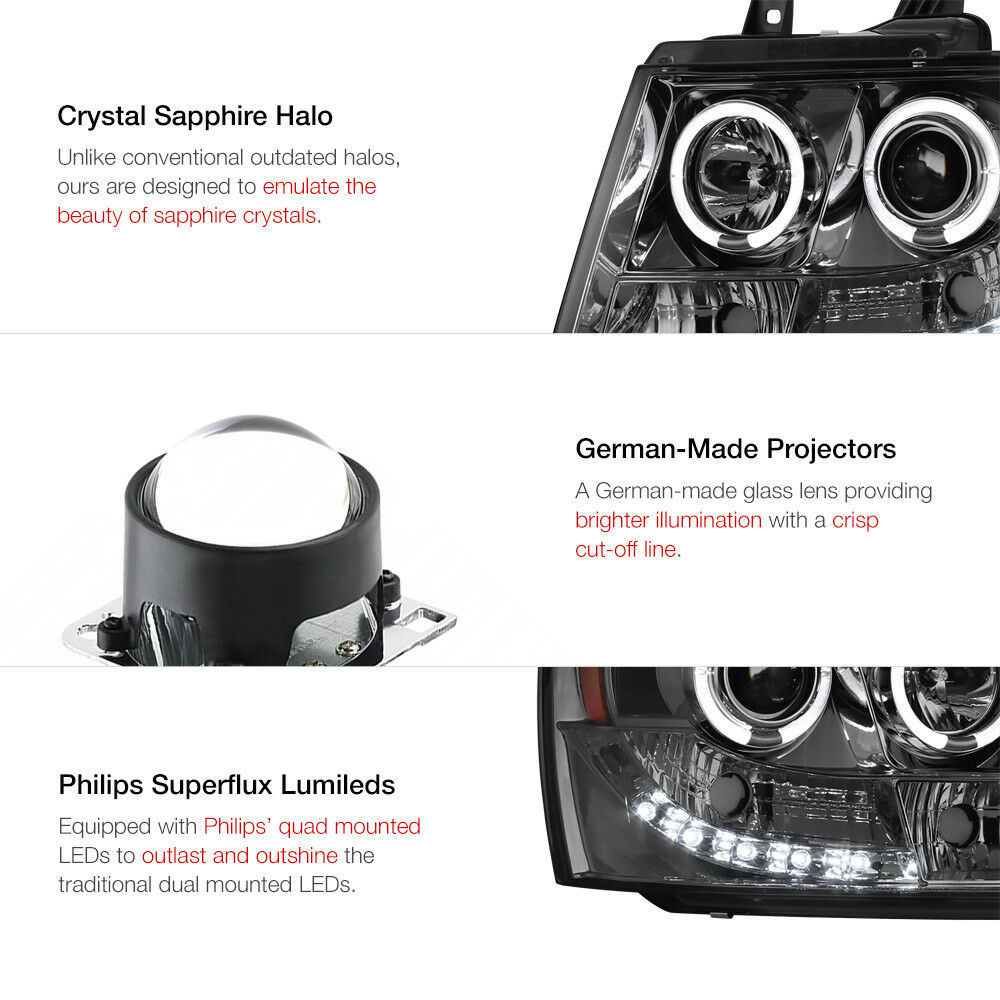 Crystal Sapphire Halo
Unlike conventional outdated halos,
ours are designed to emulate the
beauty of sapphire crystals.
German-Made Projectors
A German-made glass lens providing
brighter illumination with a crisp
cut-off line.
Philips Superflux Lumileds
Equipped with Philips’ quad mounted
LEDs to outlast and outshine the
traditional dual mounted LEDs.